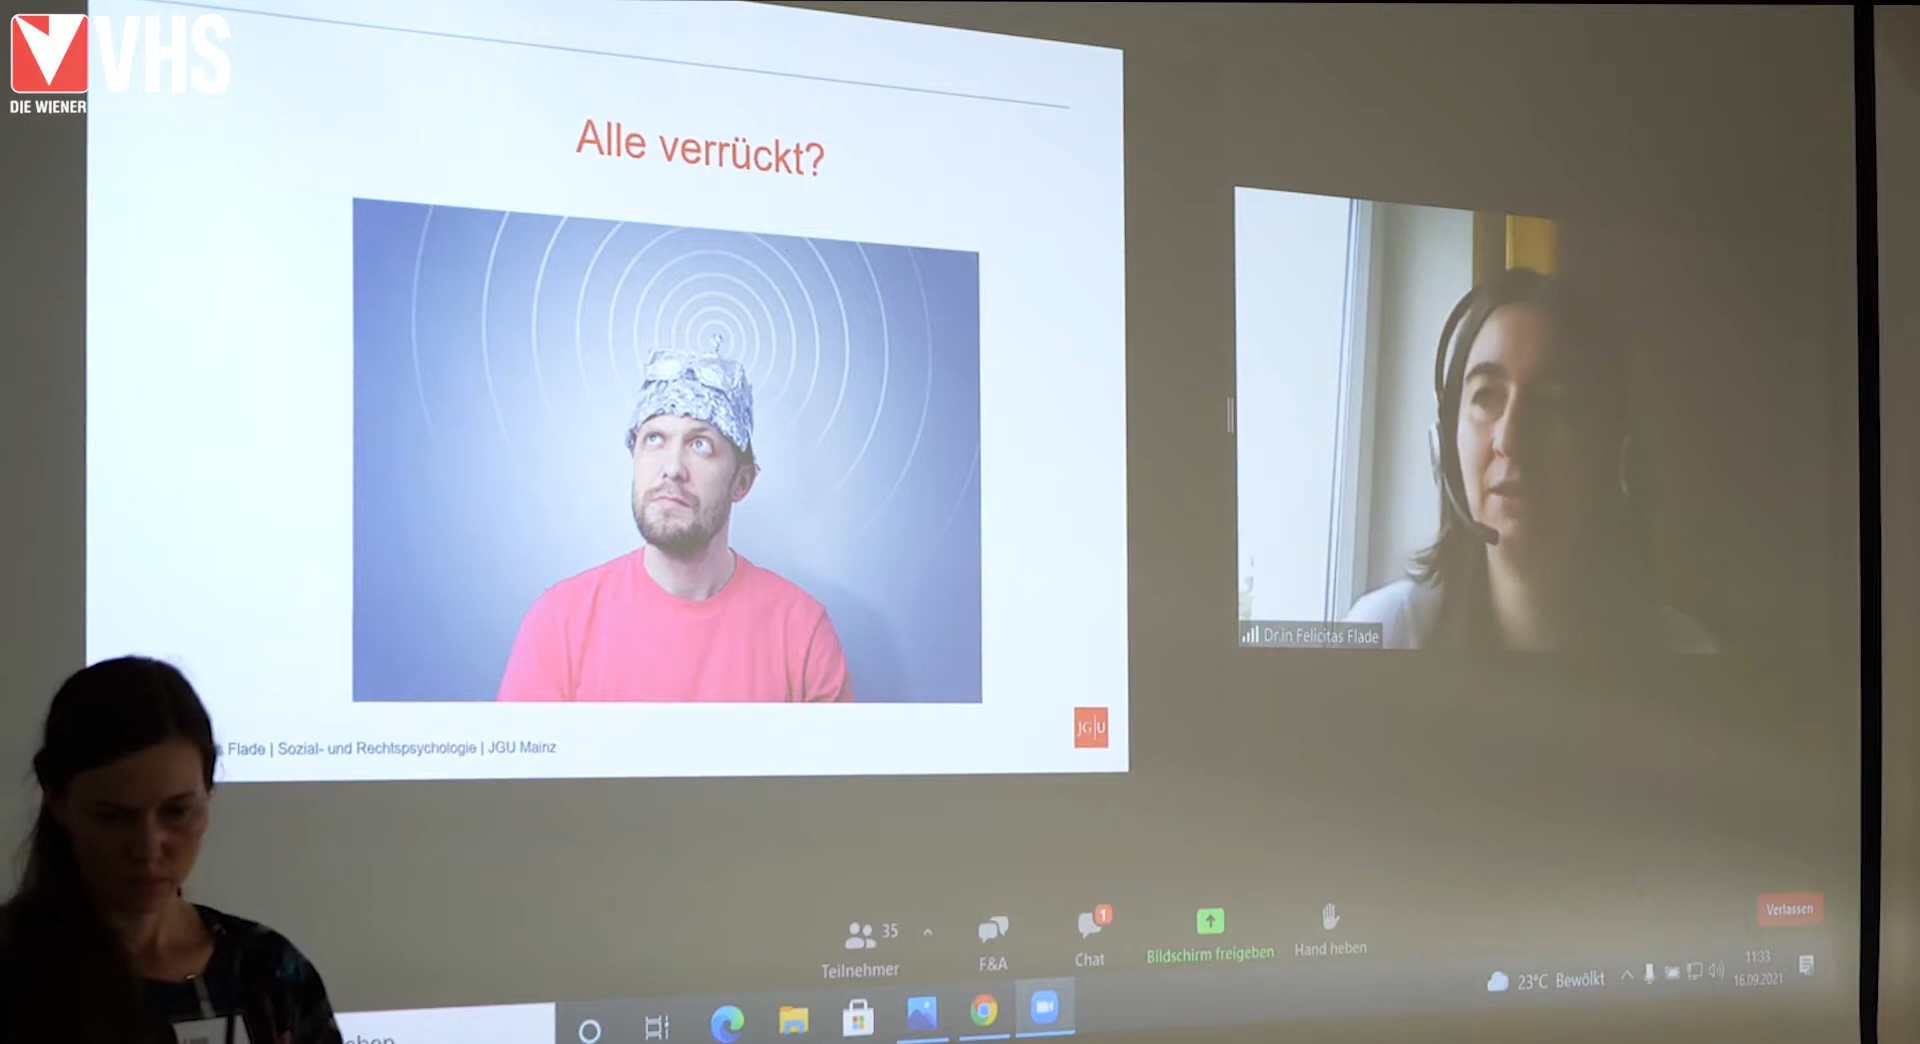 VHS
DIE WIENER
Alle verrückt?
Dr.in Felicitas Flade
Flade | Sozial- und Rechtspsychologie | JGU Mainz
JG|U
35
1
Verlassen
Teilnehmer
F&A
Chat
Bildschirm freigeben
Hand heben
23°C Bewölkt
11:33
16.09.2021